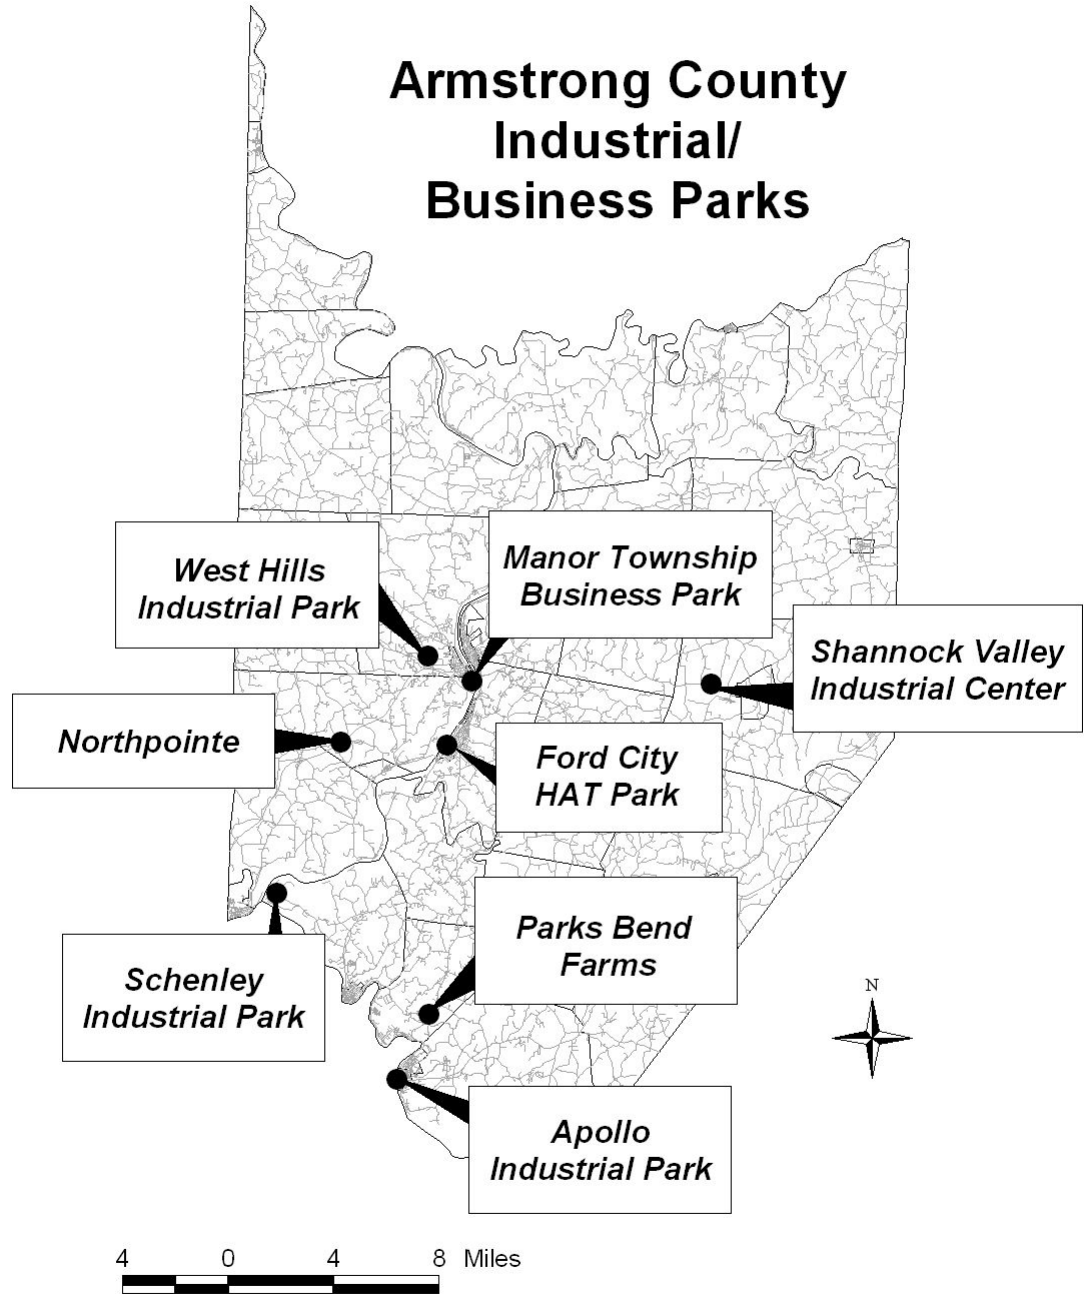 Armstrong County
Industrial/
Business Parks
West Hills
Industrial Park
Manor Township
Business Park
Shannock Valley
Industrial Center
Northpointe
Ford City
HAT Park
Parks Bend
Farms
Schenley
Industrial Park
N
Apollo
Industrial Park
4 0 4 8 Miles